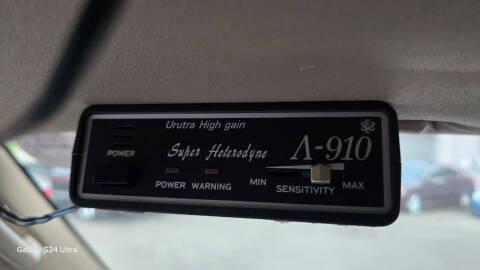 Urutra High gain
POWER
Super Heterodyne
Λ-910
POWER WARNING
MIN SENSITIVITY MAX
Galaxy S24 Ultra